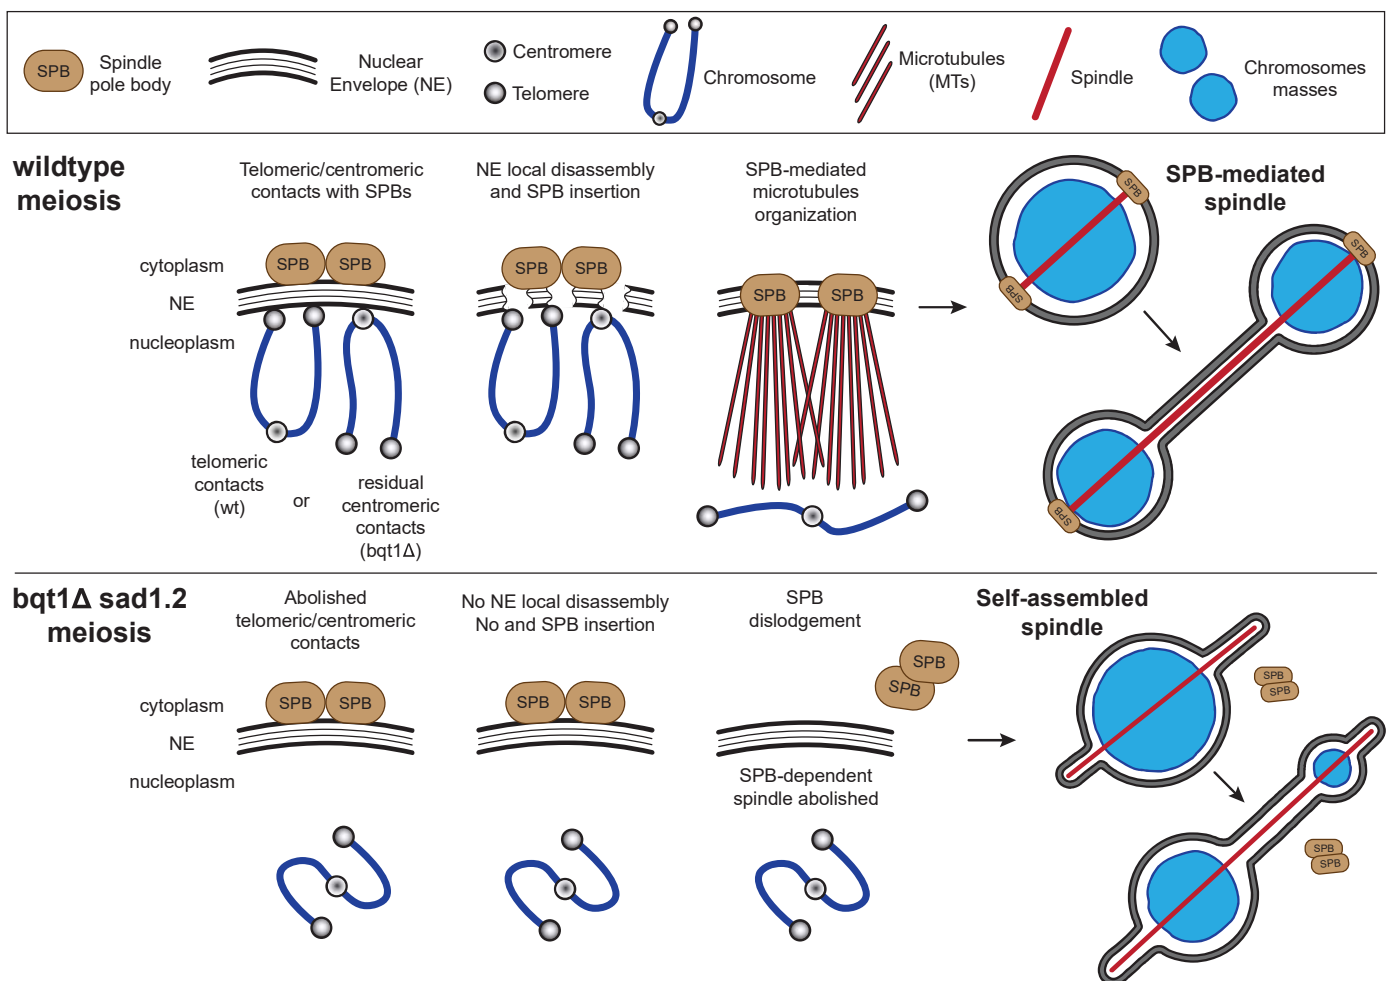 SPB
Spindle
pole body
Nuclear
Envelope (NE)
Centromere
Telomere
Chromosome
Microtubules
(MTs)
Spindle
Chromosomes
masses
wildtype
meiosis
Telomeric/centromeric
contacts with SPBs
NE local disassembly
and SPB insertion
SPB-mediated
microtubules
organization
SPB-mediated
spindle
cytoplasm
NE
nucleoplasm
SPB
SPB
SPB
SPB
SPB
SPB
SPB
SPB
SPB
SPB
telomeric
contacts
(wt)
or
residual
centromeric
contacts
(bqt1Δ)
bqt1Δ sad1.2
meiosis
Abolished
telomeric/centromeric
contacts
No NE local disassembly
No and SPB insertion
SPB
dislodgement
Self-assembled
spindle
cytoplasm
NE
nucleoplasm
SPB
SPB
SPB
SPB
SPB
SPB
SPB-dependent
spindle abolished
SPB
SPB
SPB
SPB